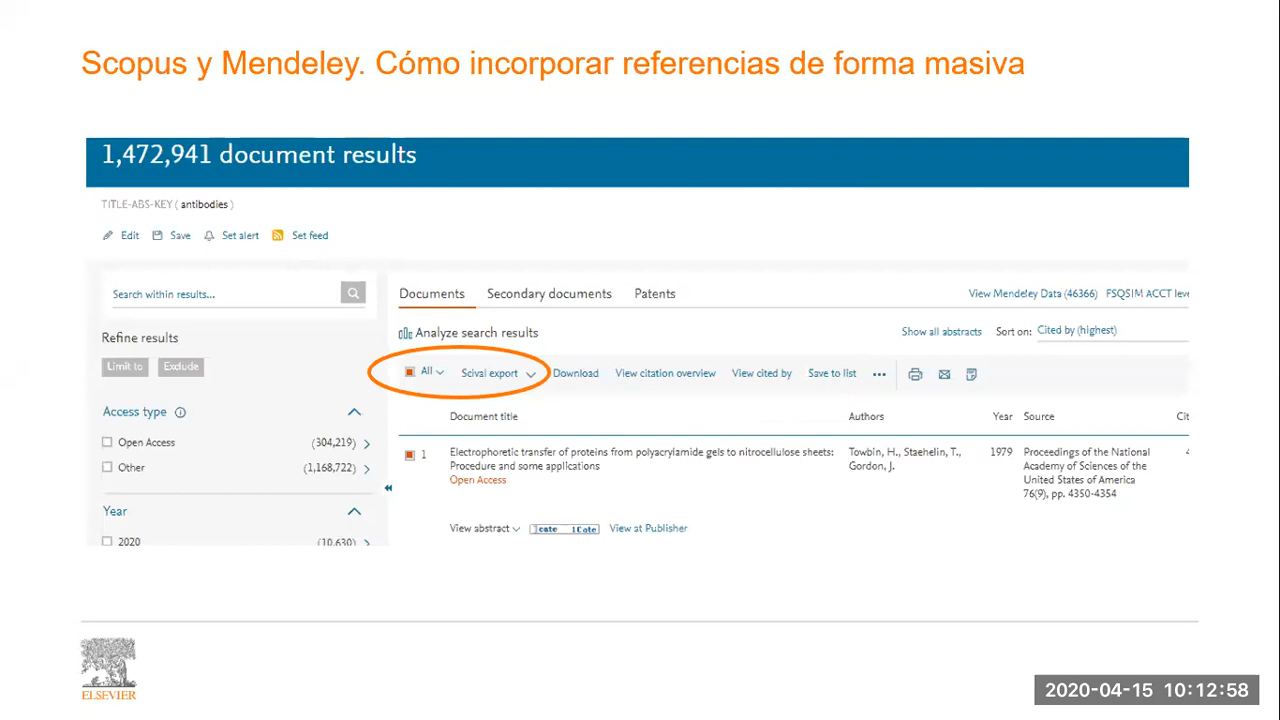 Scopus y Mendeley. Cómo incorporar referencias de forma masiva
1,472,941 document results
TITLE-ABS-KEY ( antibodies )
Edit Save Set alert Set feed
Search within results...
Documents Secondary documents Patents
View Mendeley Data (46366) FSQSIM ACCT leve
Refine results
Limit to Exclude
Analyze search results
Show all abstracts Sort on: Cited by (highest)
All Scival export Download View citation overview View cited by Save to list •••
Access type
Open Access (304,219)
Other (1,168,722)
Year
2020 (10,630)
Document title Authors Year Source Cit
1 Electrophoretic transfer of proteins from polyacrylamide gels to nitrocellulose sheets:
Procedure and some applications
Open Access
Towbin, H., Staehelin, T.,
Gordon, J.
1979
Proceedings of the National
Academy of Sciences of the
United States of America
76(9), pp. 4350-4354
4
View abstract View at Publisher
ELSEVIER
2020-04-15 10:12:58